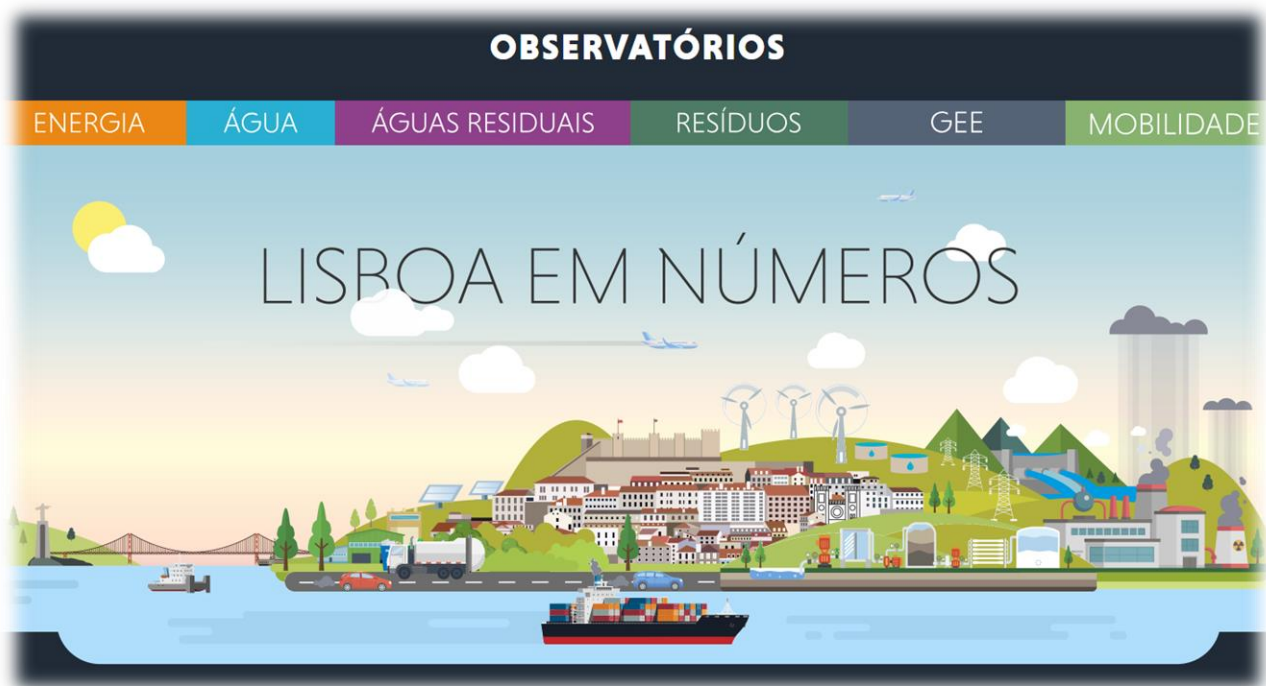 OBSERVATÓRIOS
ENERGIA ÁGUA ÁGUAS RESIDUAIS RESÍDUOS GEE MOBILIDADE
LISBOA EM NÚMEROS